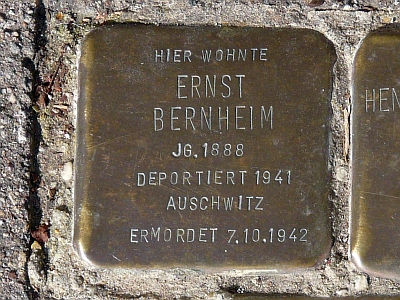 HIER WOHNTE
ERNST
BERNHEIM
JG. 1888
DEPORTIERT 1941
AUSCHWITZ
ERMORDET 7.10.1942